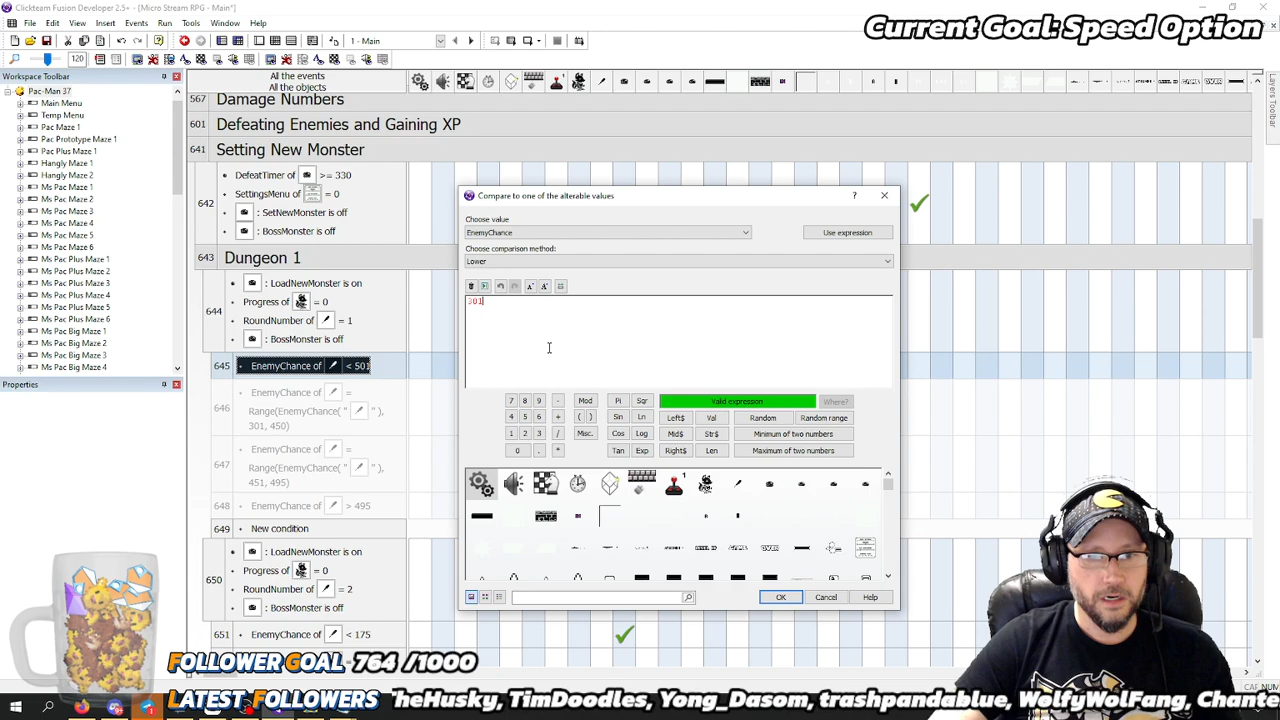 Clickteam Fusion Developer 2.5+ - [Micro Stream RPG - Main*]
File Edit View Insert Events Run Tools Window Help
Current Goal: Speed Option
1 - Main
120
Workspace Toolbar
Pac-Man 37
Main Menu
Temp Menu
Pac Maze 1
Pac Prototype Maze 1
Pac Plus Maze 1
Hangly Maze 1
Hangly Maze 2
Ms Pac Maze 1
Ms Pac Maze 2
Ms Pac Maze 3
Ms Pac Maze 4
Ms Pac Maze 5
Ms Pac Maze 6
Ms Pac Plus Maze 1
Ms Pac Plus Maze 2
Ms Pac Plus Maze 3
Ms Pac Plus Maze 4
Ms Pac Plus Maze 5
Ms Pac Plus Maze 6
Ms Pac Big Maze 1
Ms Pac Big Maze 2
Ms Pac Big Maze 3
Ms Pac Big Maze 4
Properties
All the events
All the objects
567 Damage Numbers
601 Defeating Enemies and Gaining XP
641 Setting New Monster
642
• DefeatTimer of >= 330
• SettingsMenu of = 0
• : SetNewMonster is off
• : BossMonster is off
643 Dungeon 1
644
• : LoadNewMonster is on
• Progress of = 0
• RoundNumber of = 1
• : BossMonster is off
645 • EnemyChance of < 501
646 • EnemyChance of =
Range(EnemyChance( " " ),
301, 450)
647 • EnemyChance of =
Range(EnemyChance( " " ),
451, 495)
648 • EnemyChance of > 495
649 • New condition
650
• : LoadNewMonster is on
• Progress of = 0
• RoundNumber of = 2
• : BossMonster is off
651 • EnemyChance of < 175
Compare to one of the alterable values
?
Choose value
EnemyChance
Use expression
Choose comparison method:
Lower
301
7 8 9 - Mod Pi Sqr Valid expression Where?
4 5 6 + ( ) Sin Ln Left$ Val Random Random range
1 2 3 / Misc. Cos Log Mid$ Str$ Minimum of two numbers
0 . * Tan Exp Right$ Len Maximum of two numbers
OK Cancel Help
Layers Toolbar
FOLLOWER GOAL 764 /1000
LATEST FOLLOWERS heHusky, TimDoodles, Yong_Dasom, trashpandablue, WolfyWolFang, Chante
NUM